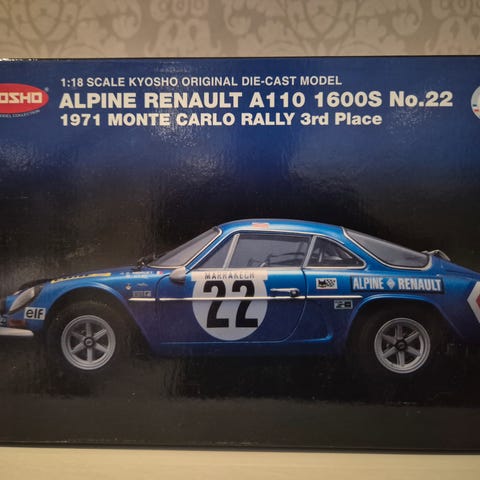 1:18 SCALE KYOSHO ORIGINAL DIE-CAST MODEL
OSHO
ALPINE RENAULT A110 1600S No.22
1971 MONTE CARLO RALLY 3rd Place
MARRAKECH
22
ALPINE RENAULT
elf